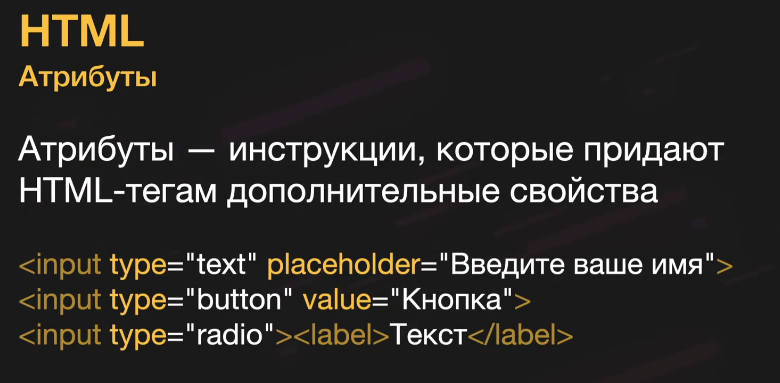 HTML
Атрибуты
Атрибуты — инструкции, которые придают
HTML-тегам дополнительные свойства
<input type="text" placeholder="Введите ваше имя">
<input type="button" value="Кнопка">
<input type="radio"><label>Текст</label>